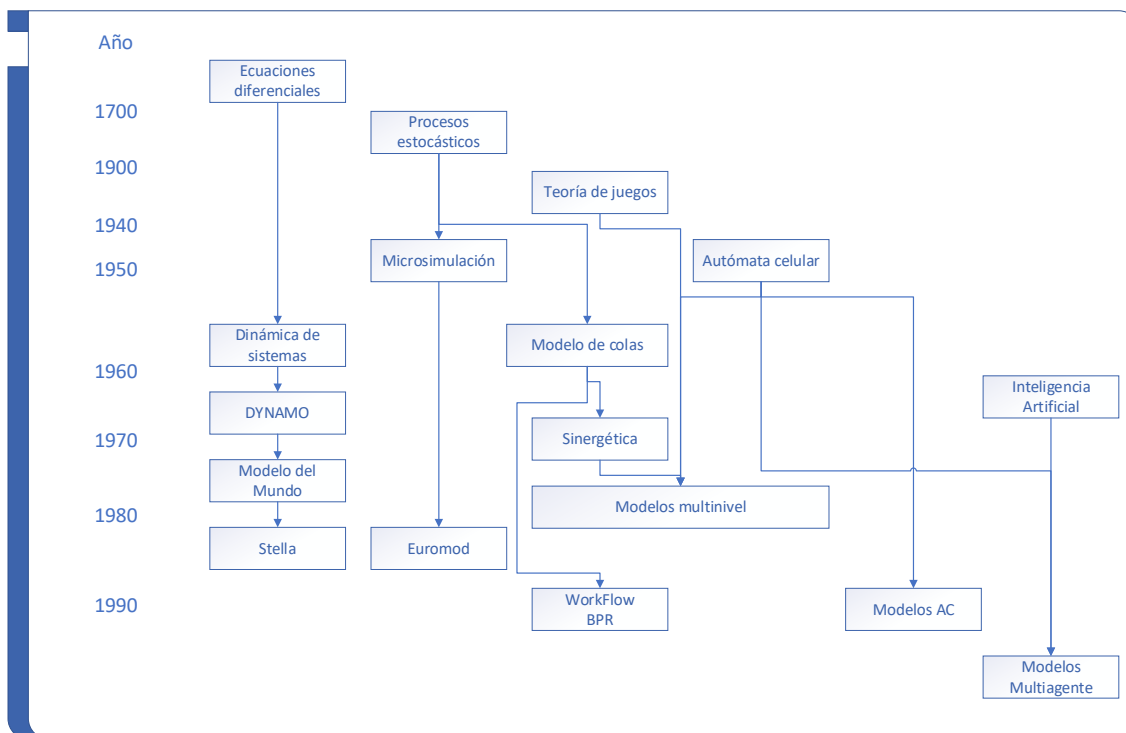 Año
Ecuaciones
diferenciales
1700
Procesos
estocásticos
1900
Teoría de juegos
1940
Microsimulación
Autómata celular
1950
Dinámica de
sistemas
Modelo de colas
1960
Inteligencia
Artificial
DYNAMO
1970
Sinergética
Modelo del
Mundo
Modelos multinivel
1980
Stella
Euromod
1990
WorkFlow
BPR
Modelos AC
Modelos
Multiagente